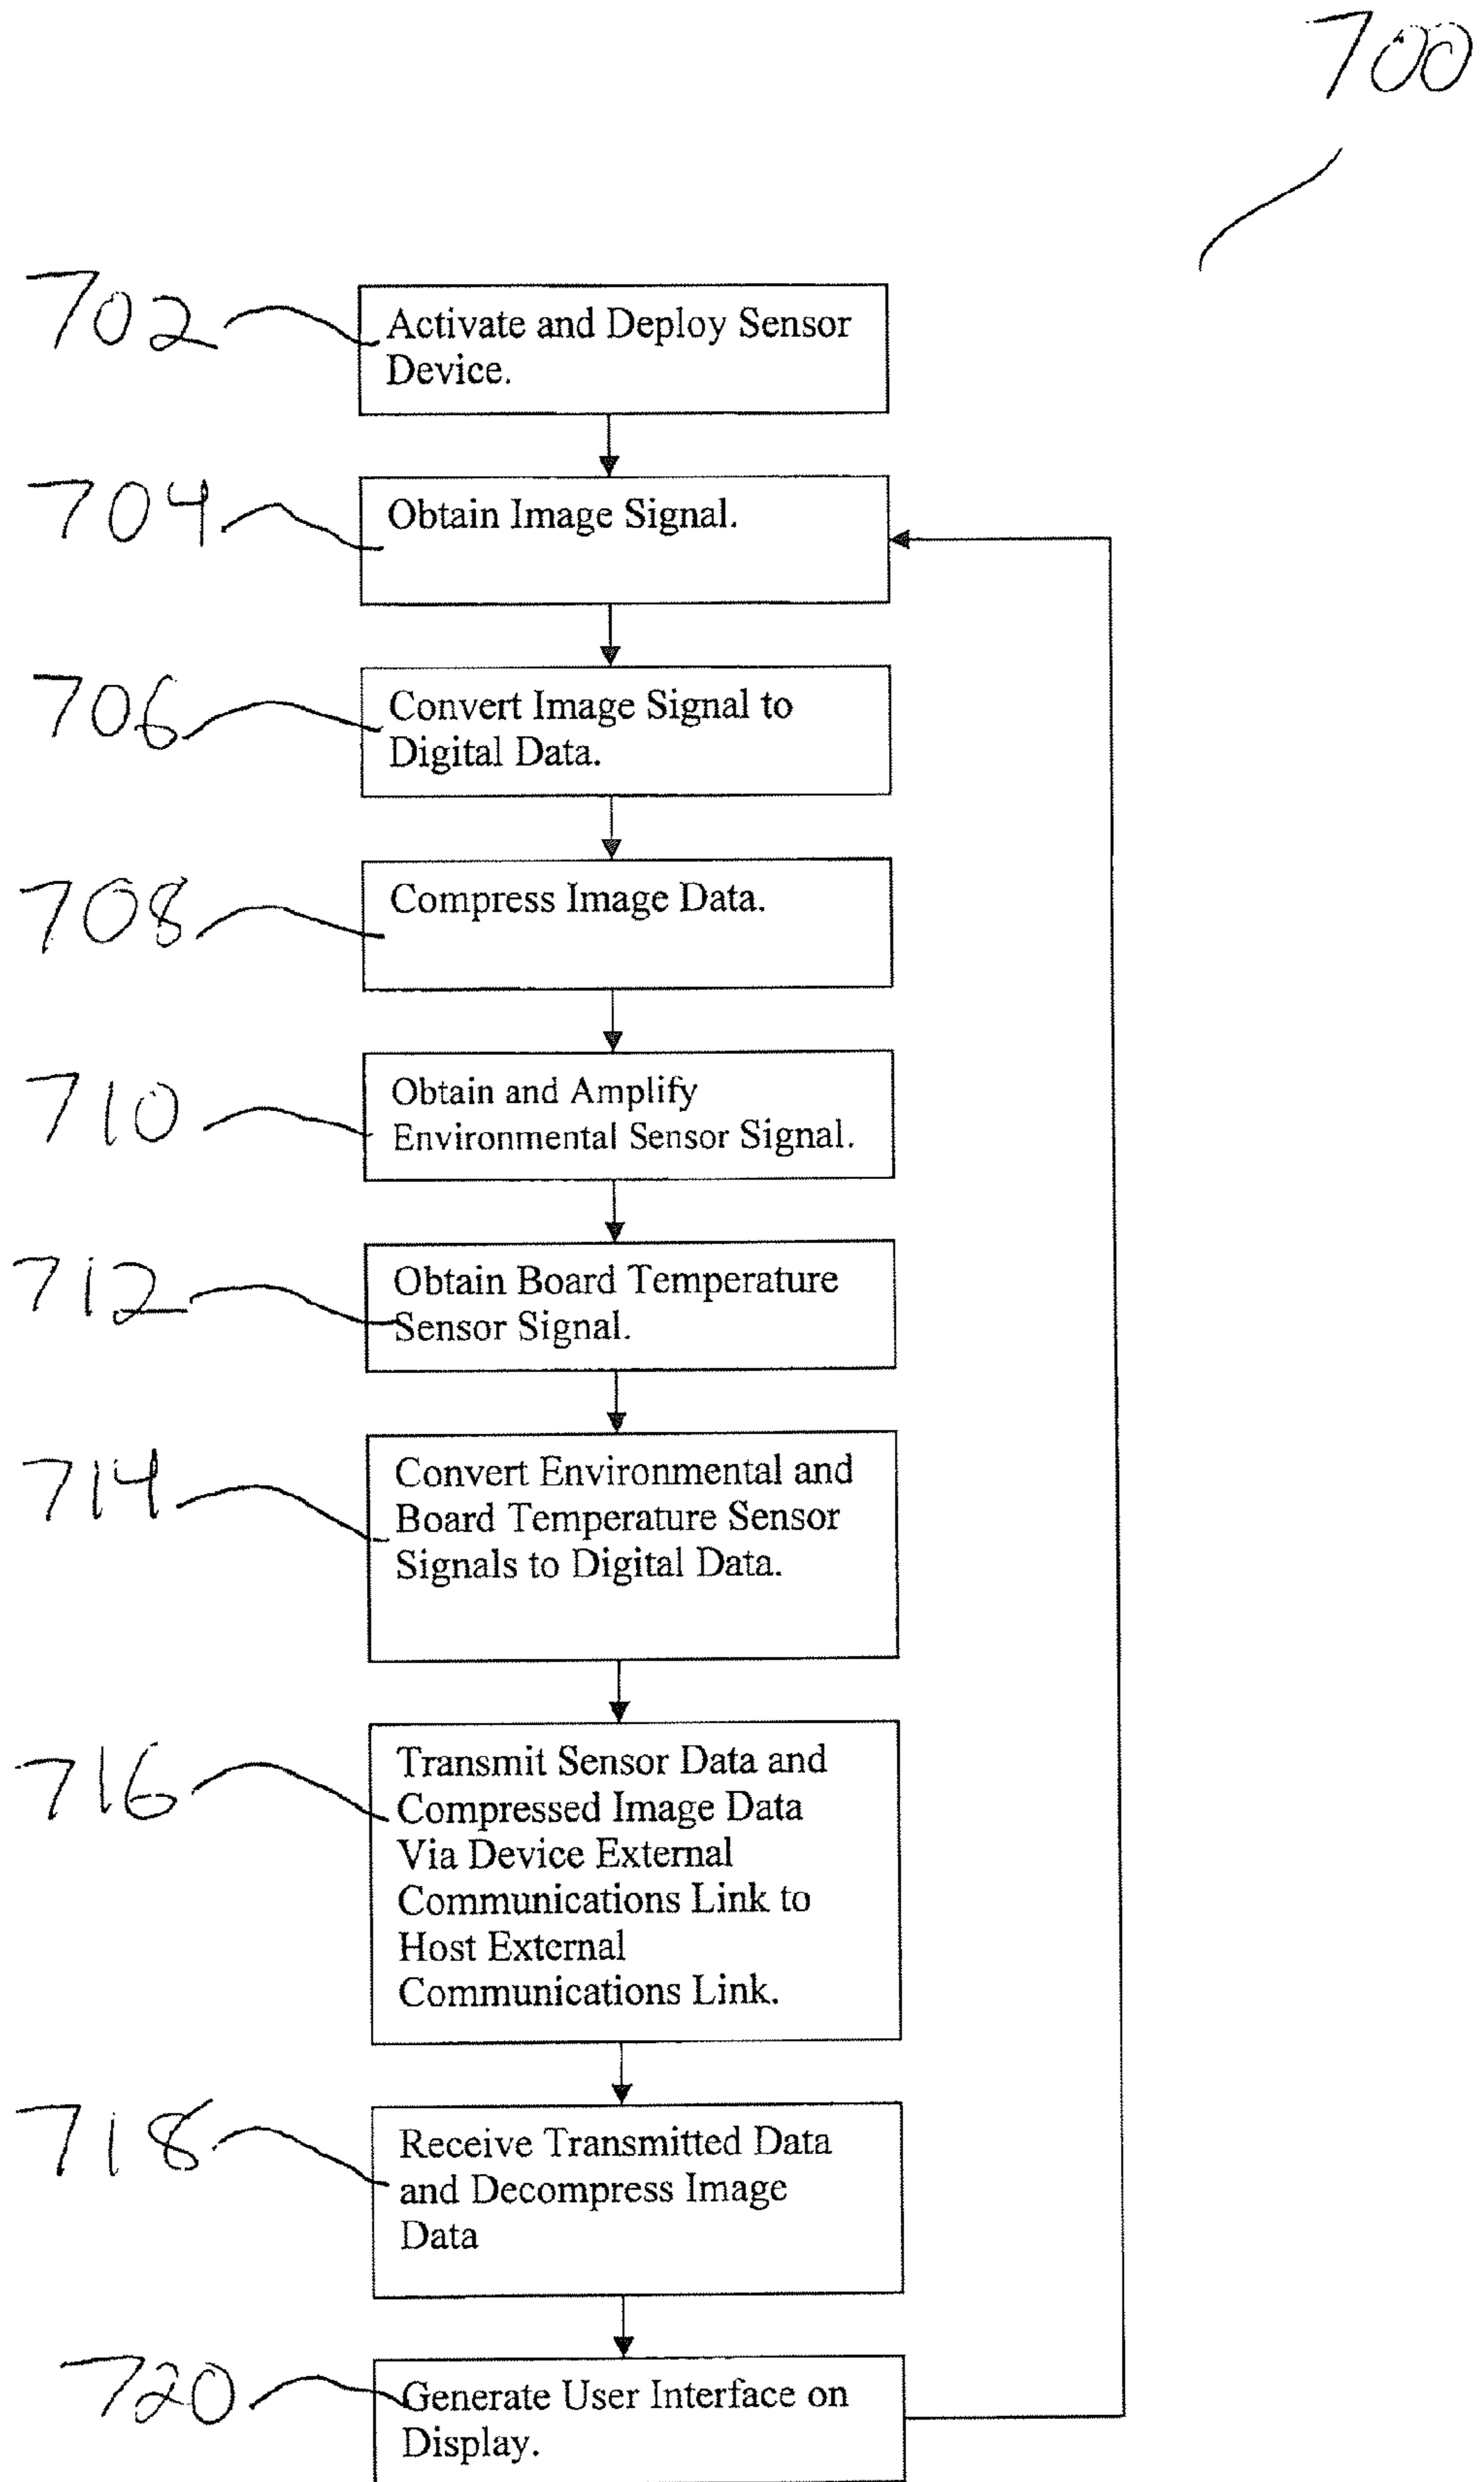 700
702
Activate and Deploy Sensor
Device.
704
Obtain Image Signal.
706
Convert Image Signal to
Digital Data.
708
Compress Image Data.
710
Obtain and Amplify
Environmental Sensor Signal.
712
Obtain Board Temperature
Sensor Signal.
714
Convert Environmental and
Board Temperature Sensor
Signals to Digital Data.
716
Transmit Sensor Data and
Compressed Image Data
Via Device External
Communications Link to
Host External
Communications Link.
718
Receive Transmitted Data
and Decompress Image
Data
720
Generate User Interface on
Display.